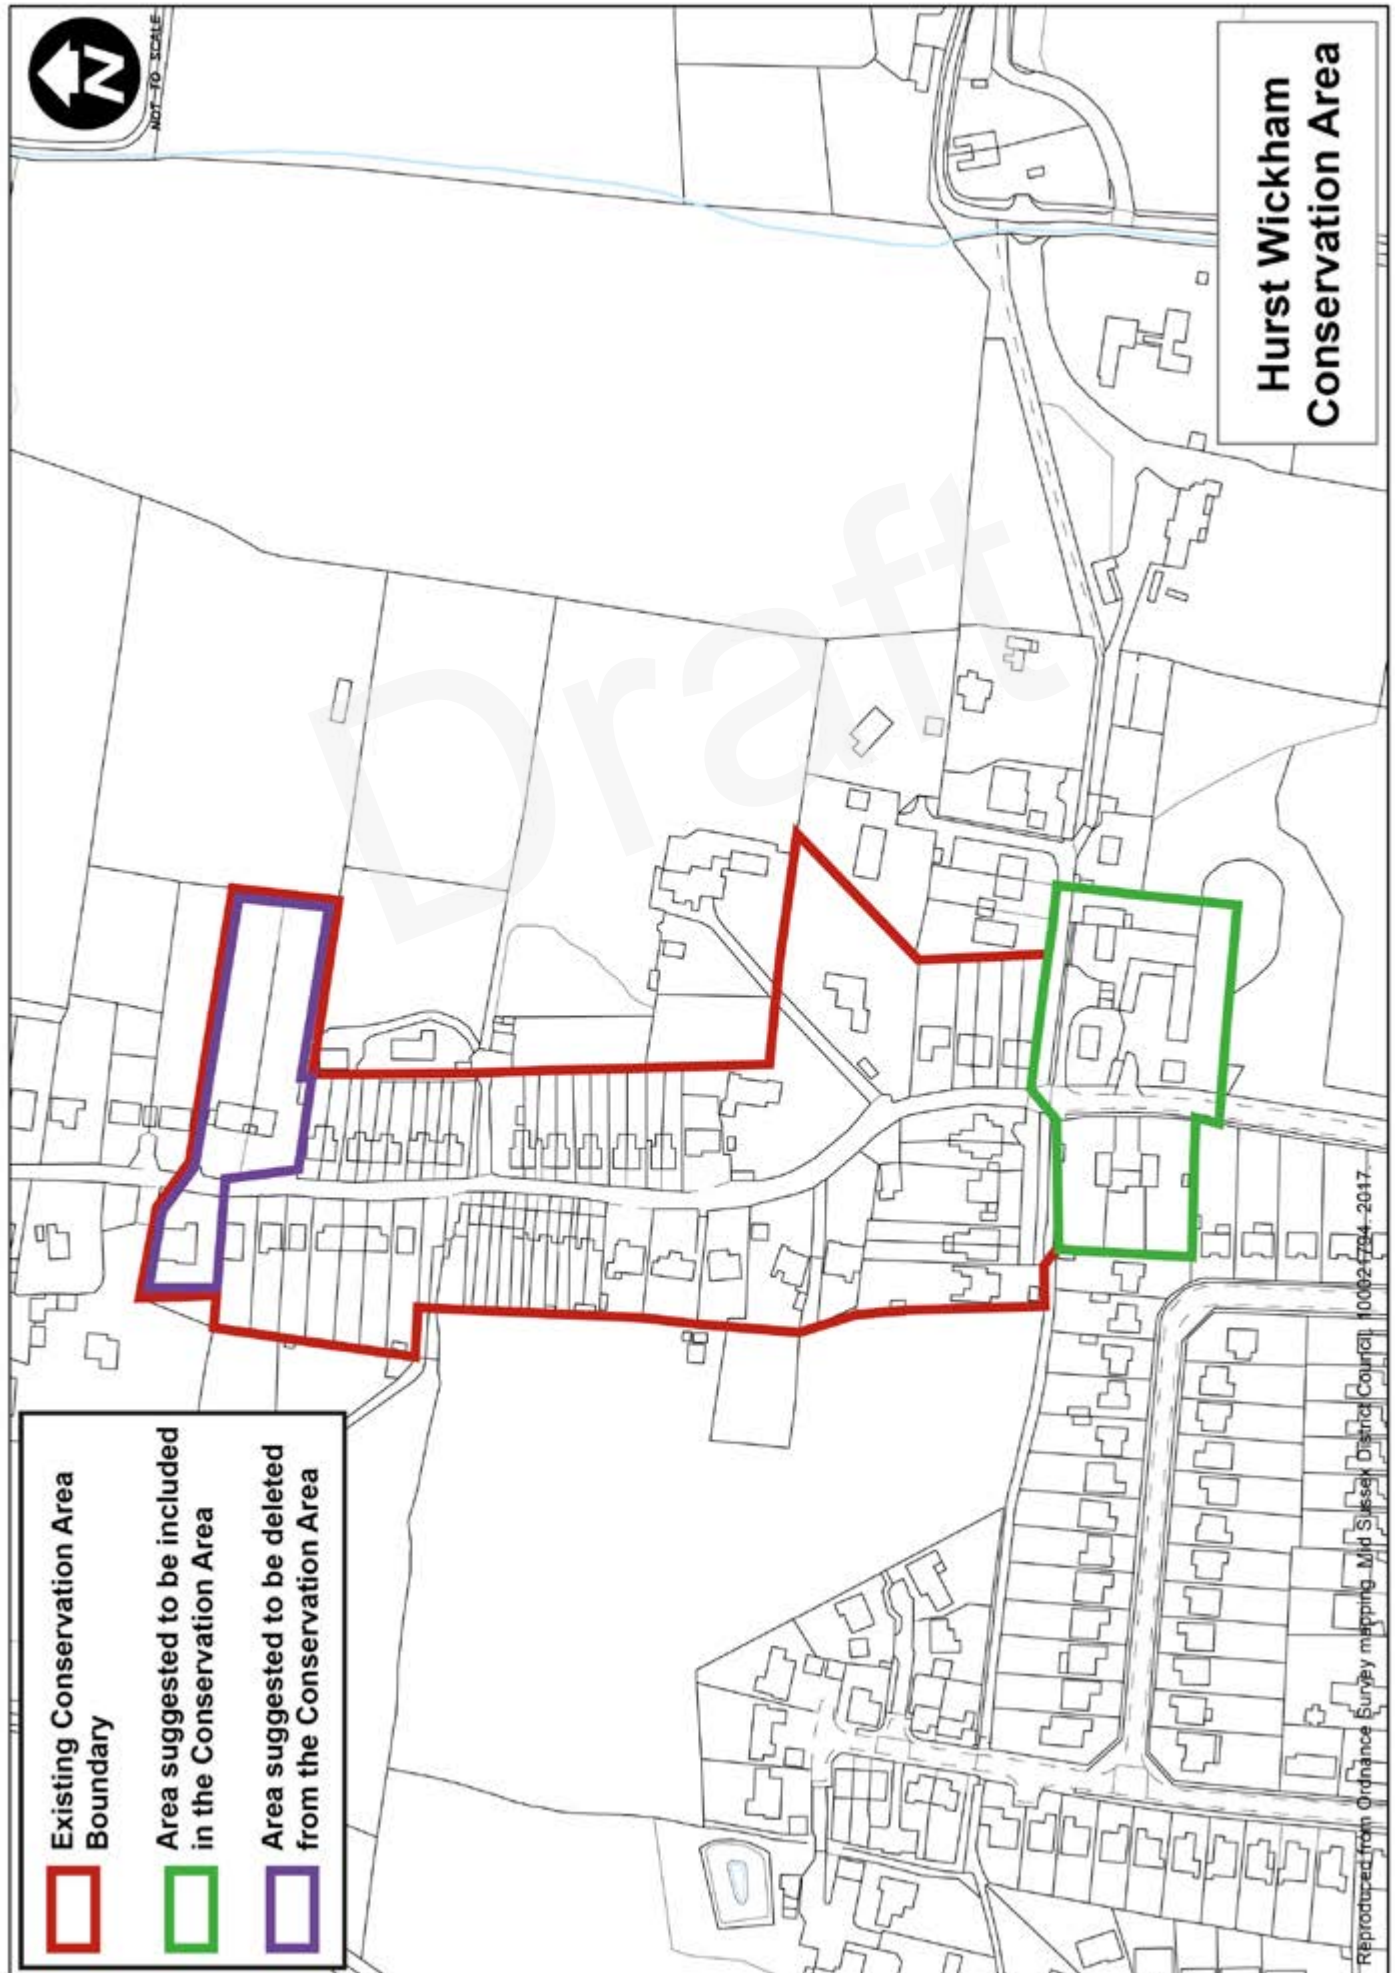 N
NOT TO SCALE
Hurst Wickham
Conservation Area
Draft
Existing Conservation Area
Boundary
Area suggested to be included
in the Conservation Area
Area suggested to be deleted
from the Conservation Area
Reproduced from Ordnance Survey mapping Mid Sussex District Council. 100021794. 2017.